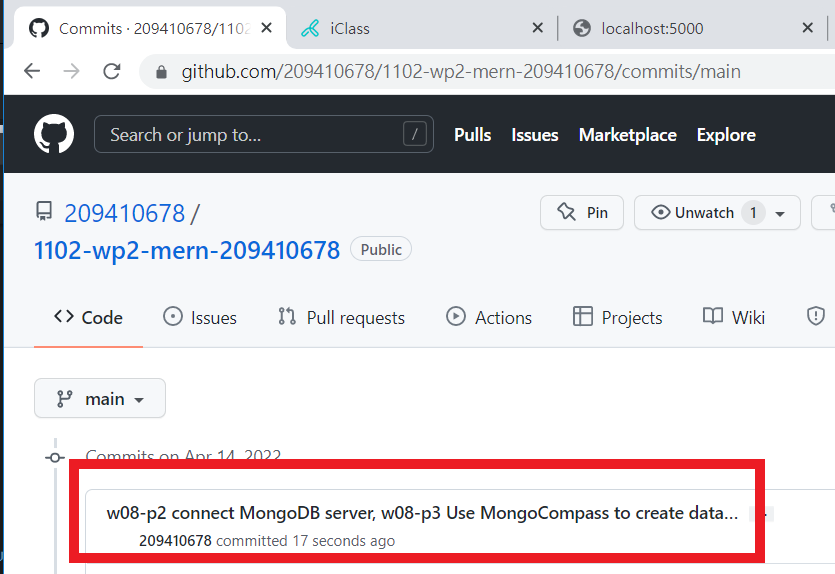 Commits · 209410678/1102
iClass
localhost:5000
github.com/209410678/1102-wp2-mern-209410678/commits/main
Search or jump to... /
Pulls Issues Marketplace Explore
209410678 /
Pin
Unwatch 1
1102-wp2-mern-209410678 Public
Code Issues Pull requests Actions Projects Wiki
main
Commits on Apr 14, 2022
w08-p2 connect MongoDB server, w08-p3 Use MongoCompass to create data...
209410678 committed 17 seconds ago